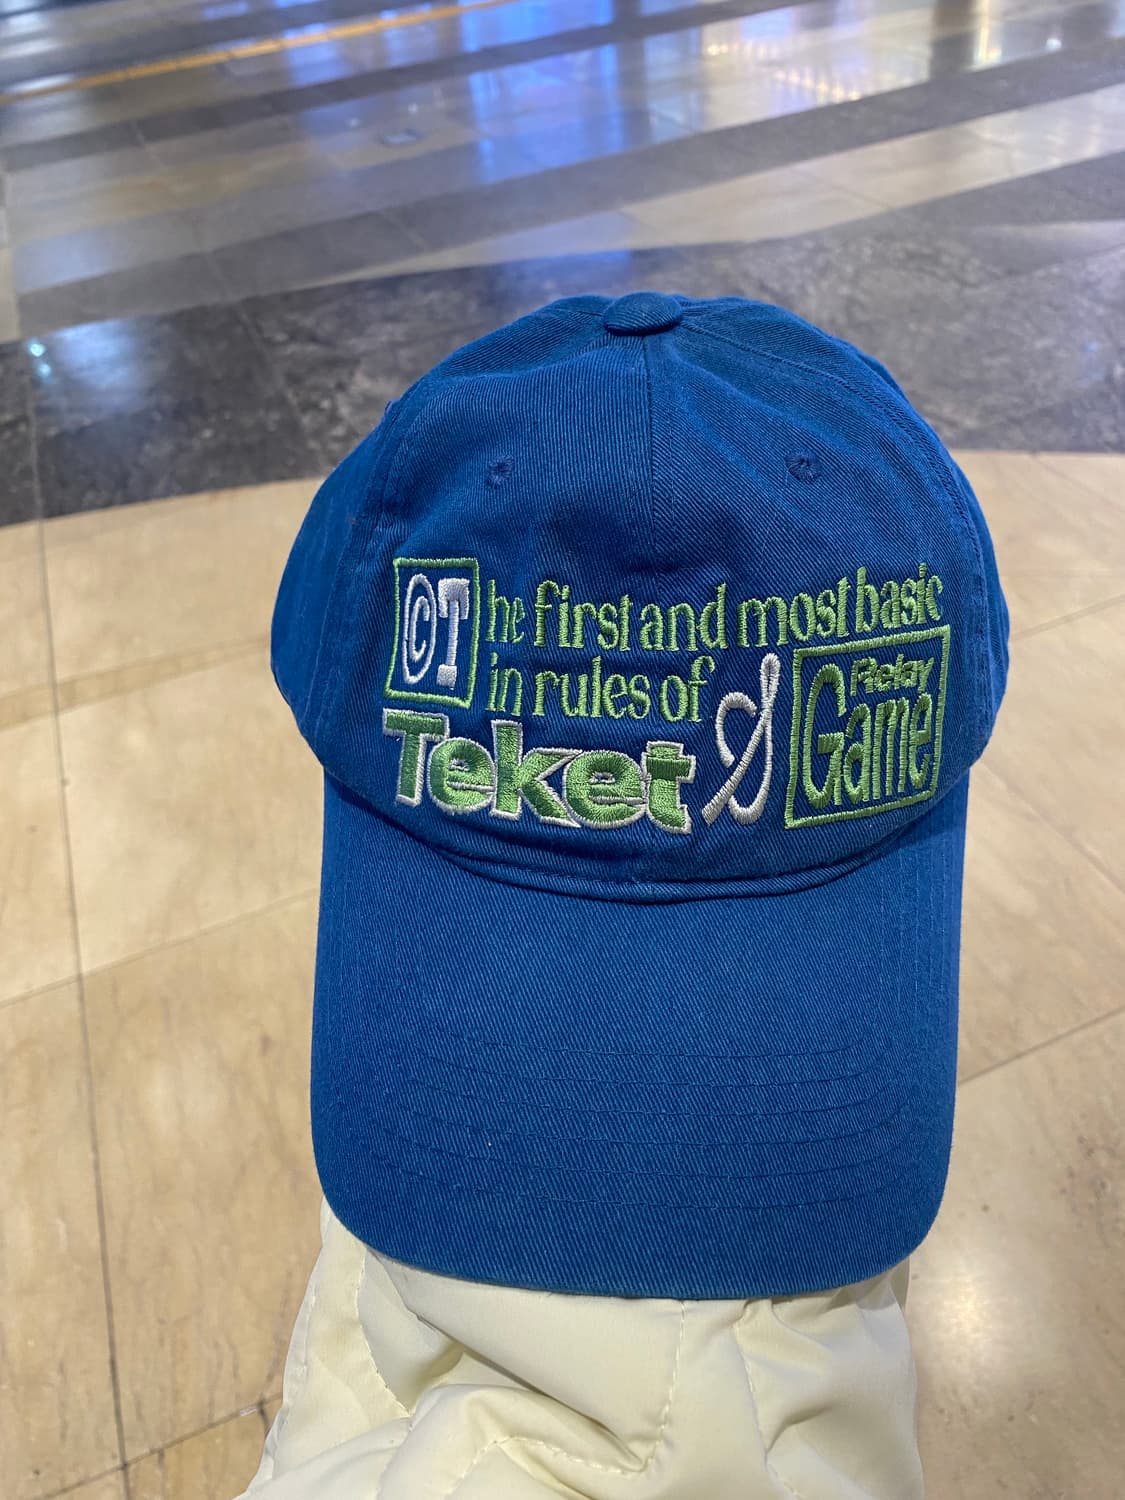 ©The first and most basic
in rules of
Teket & Relay
Game